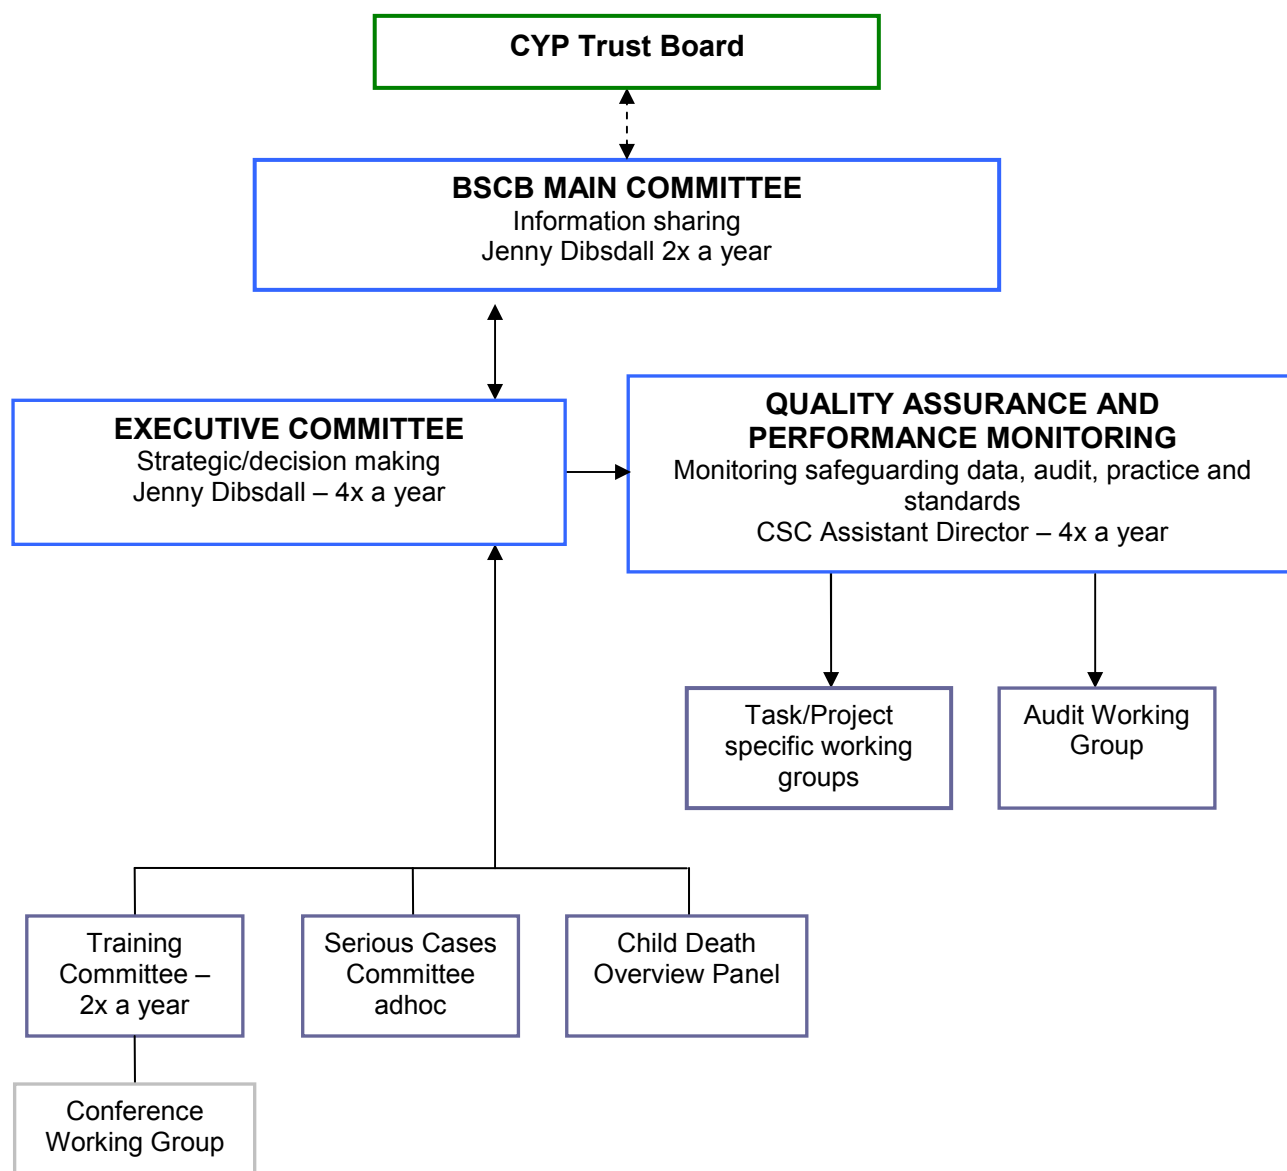 CYP Trust Board
BSCB MAIN COMMITTEE
Information sharing
Jenny Dibsdall 2x a year
EXECUTIVE COMMITTEE
Strategic/decision making
Jenny Dibsdall – 4x a year
QUALITY ASSURANCE AND
PERFORMANCE MONITORING
Monitoring safeguarding data, audit, practice and
standards
CSC Assistant Director – 4x a year
Task/Project
specific working
groups
Audit Working
Group
Training
Committee –
2x a year
Serious Cases
Committee
adhoc
Child Death
Overview Panel
Conference
Working Group